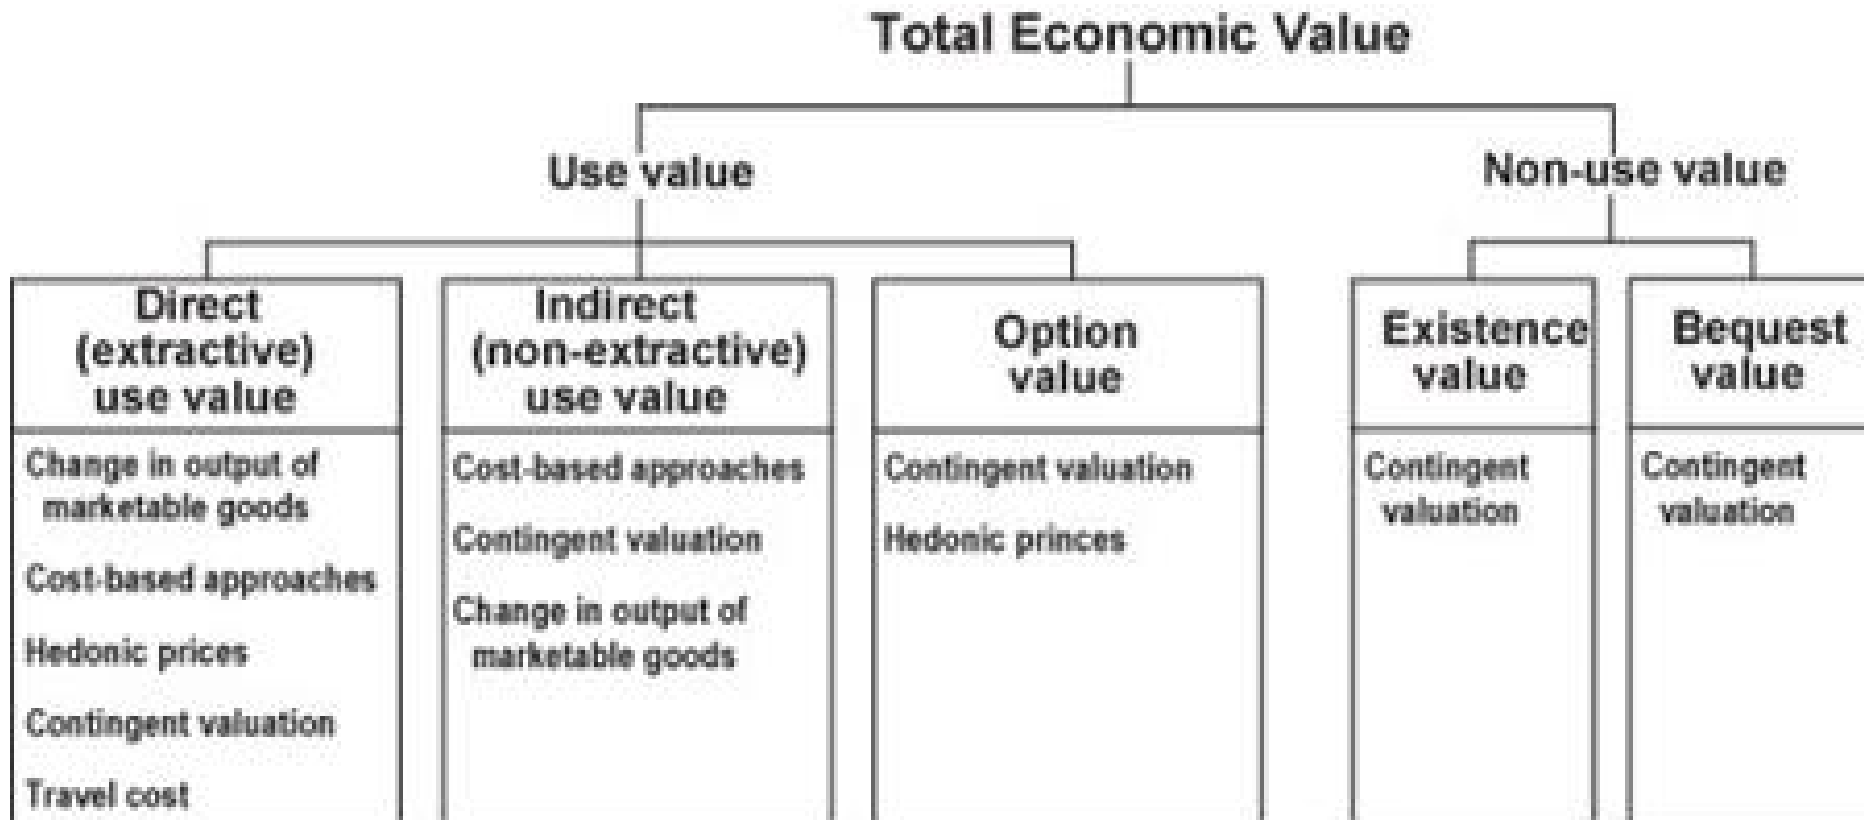 Total Economic Value
Use value
Non-use value
Direct
(extractive)
use value
Indirect
(non-extractive)
use value
Option
value
Existence
value
Bequest
value
Change in output of
marketable goods
Cost-based approaches
Hedonic prices
Contingent valuation
Travel cost
Cost-based approaches
Contingent valuation
Change in output of
marketable goods
Contingent valuation
Hedonic princes
Contingent
valuation
Contingent
valuation